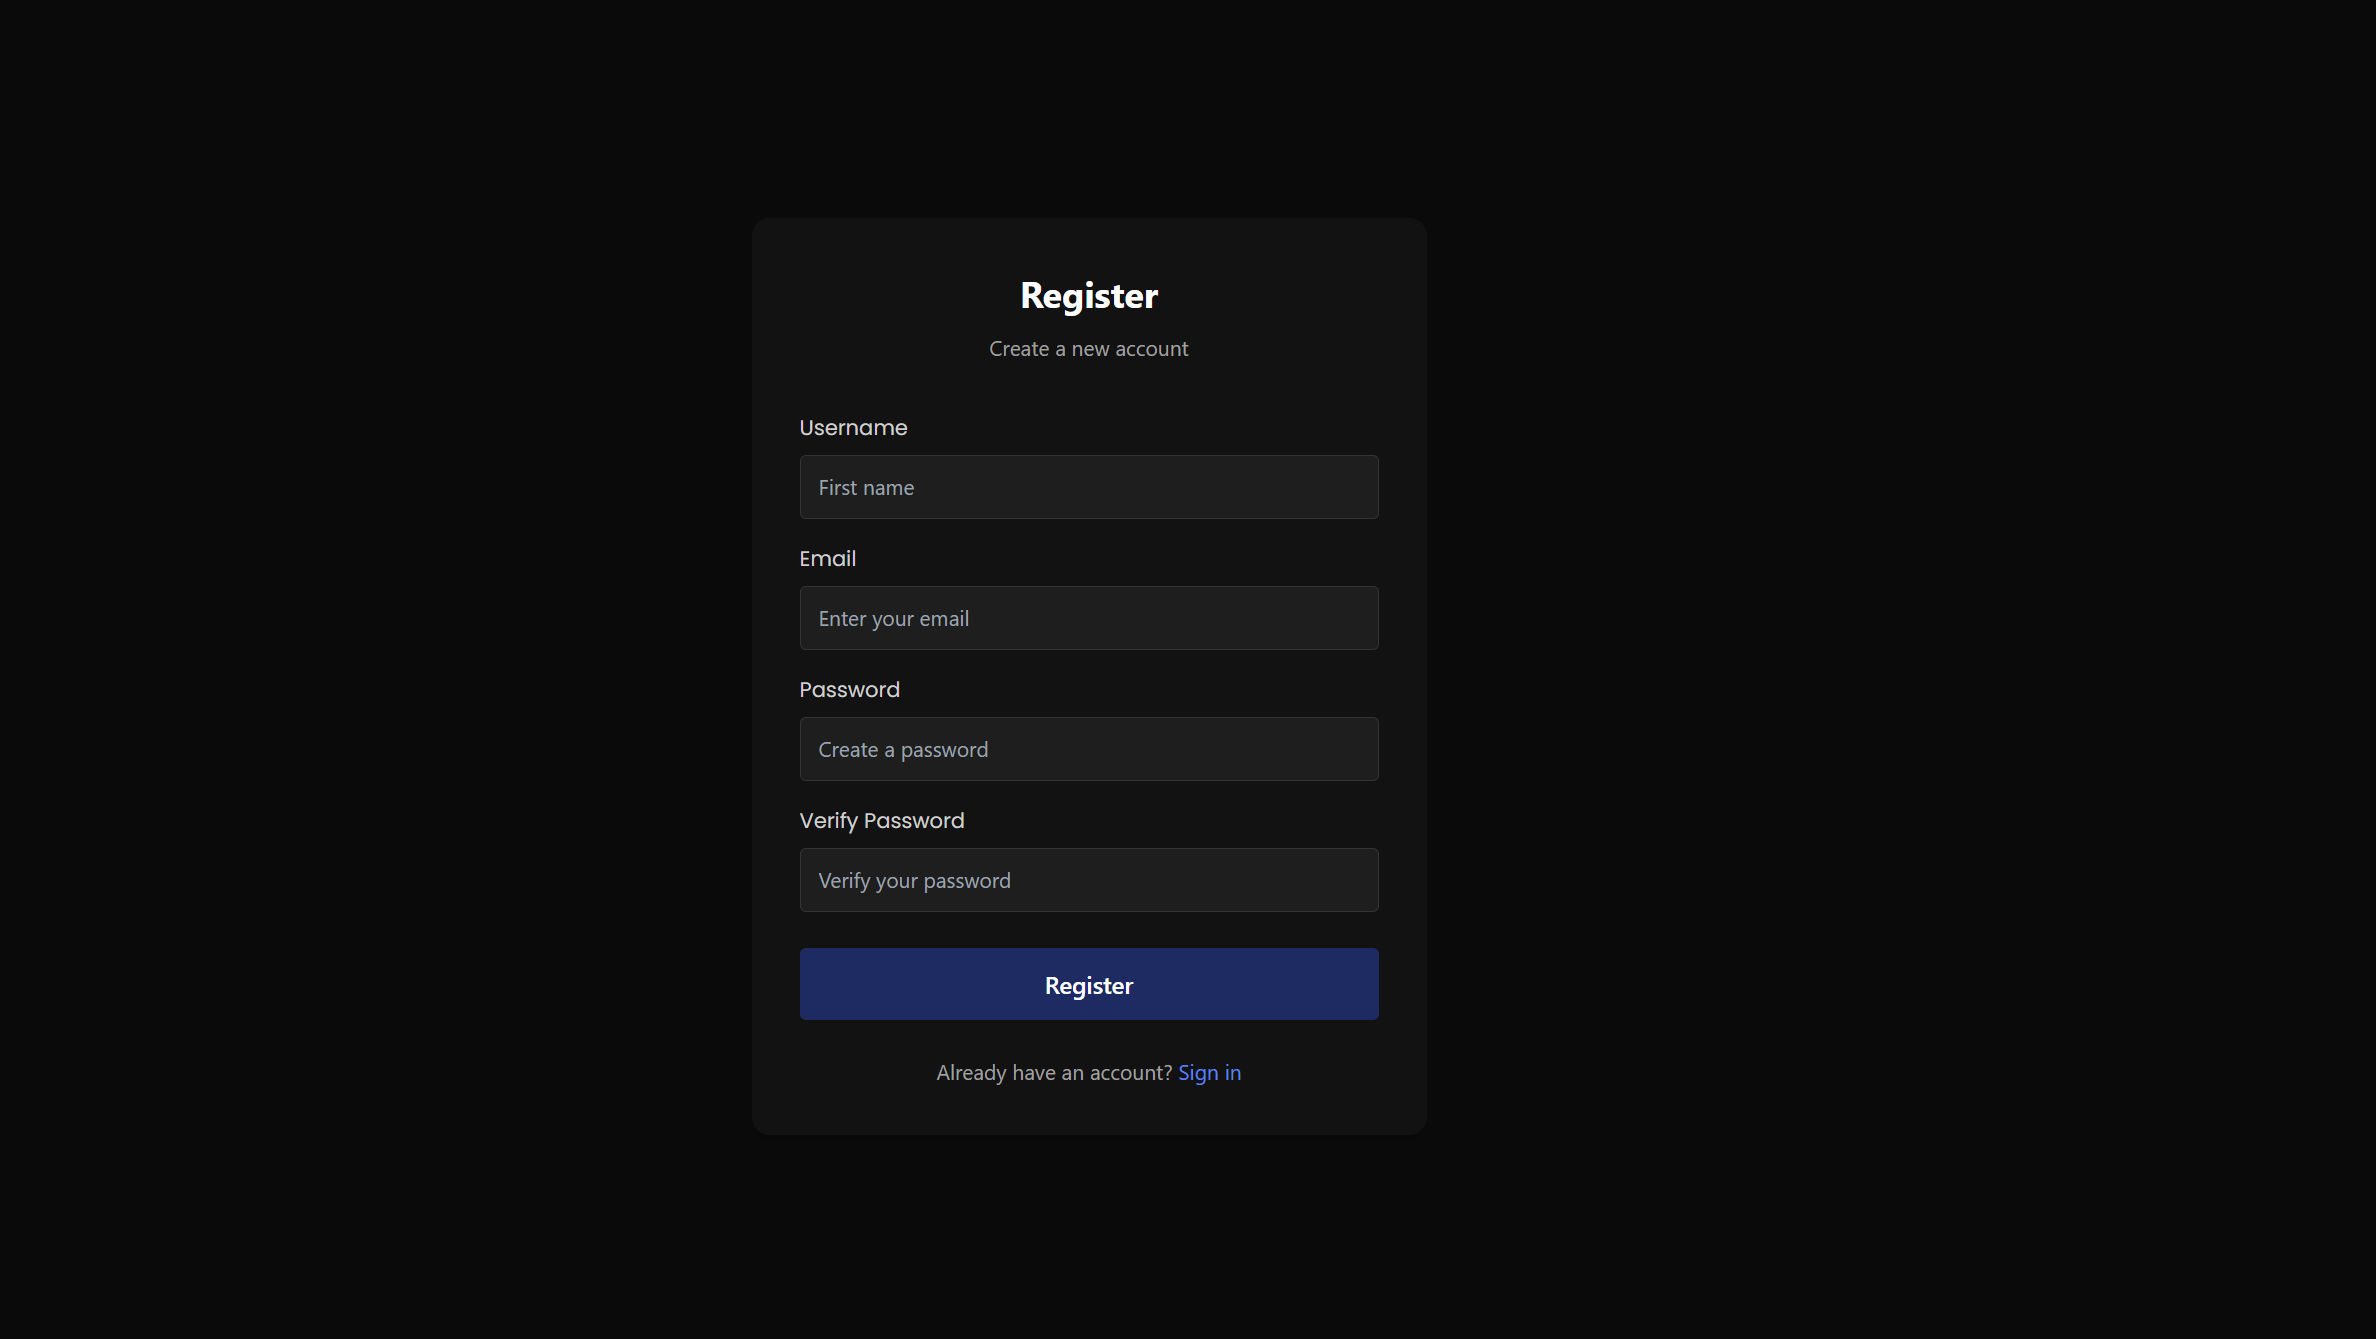 Register
Create a new account
Username
First name
Email
Enter your email
Password
Create a password
Verify Password
Verify your password
Register
Already have an account? Sign in